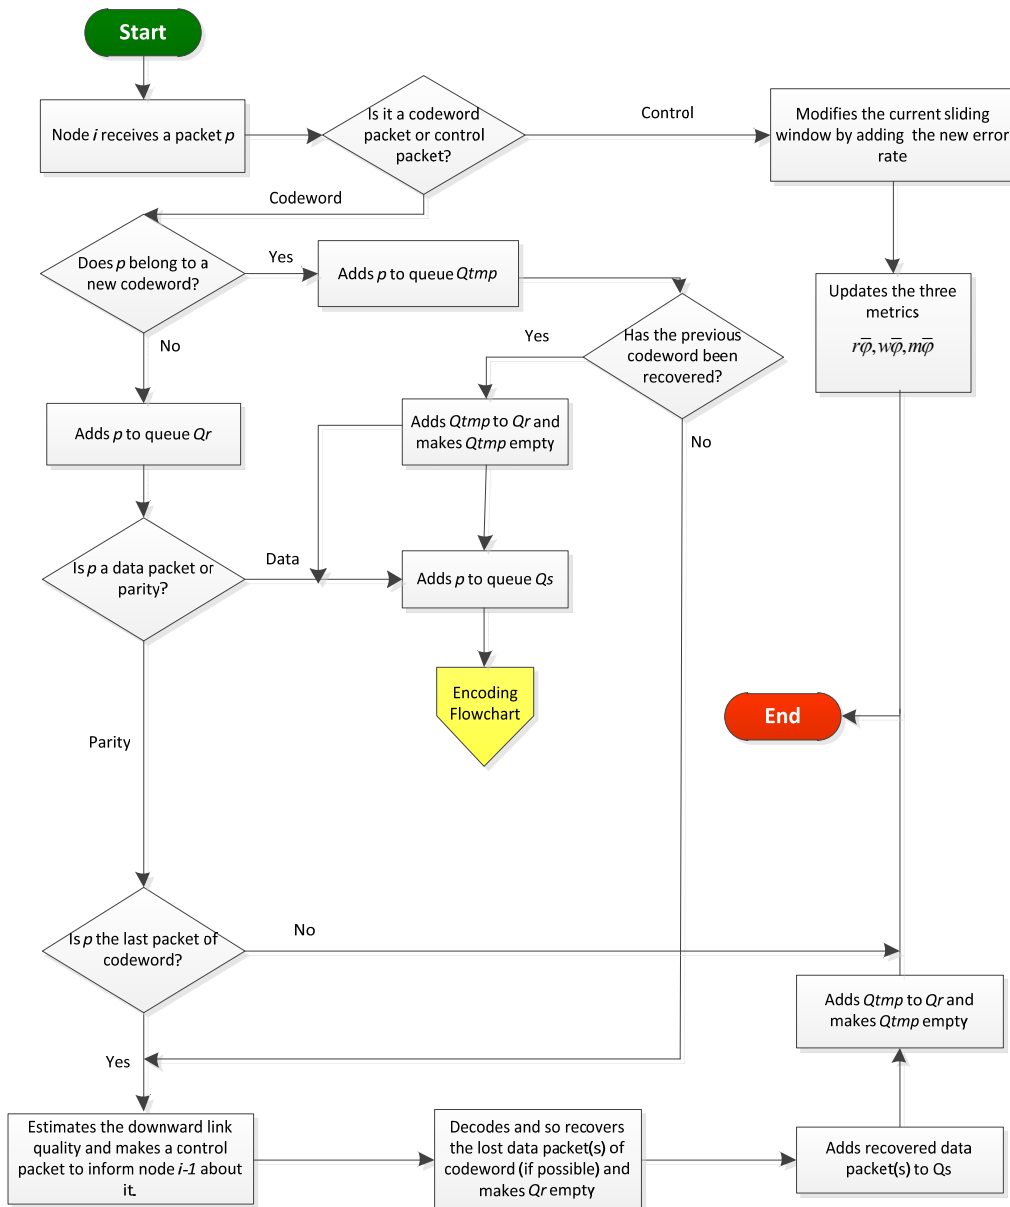 Start
Node i receives a packet p
Is it a codeword
packet or control
packet?
Control
Modifies the current sliding
window by adding the new error
rate
Codeword
Does p belong to a
new codeword?
Yes
Adds p to queue Qtmp
Updates the three
metrics
rφ̅, wφ̅, mφ̅
No
Yes
Has the previous
codeword been
recovered?
Adds p to queue Qr
Adds Qtmp to Qr and
makes Qtmp empty
No
Is p a data packet or
parity?
Data
Adds p to queue Qs
Encoding
Flowchart
End
Parity
Is p the last packet of
codeword?
No
Adds Qtmp to Qr and
makes Qtmp empty
Yes
Estimates the downward link
quality and makes a control
packet to inform node i-1 about
it.
Decodes and so recovers
the lost data packet(s) of
codeword (if possible) and
makes Qr empty
Adds recovered data
packet(s) to Qs